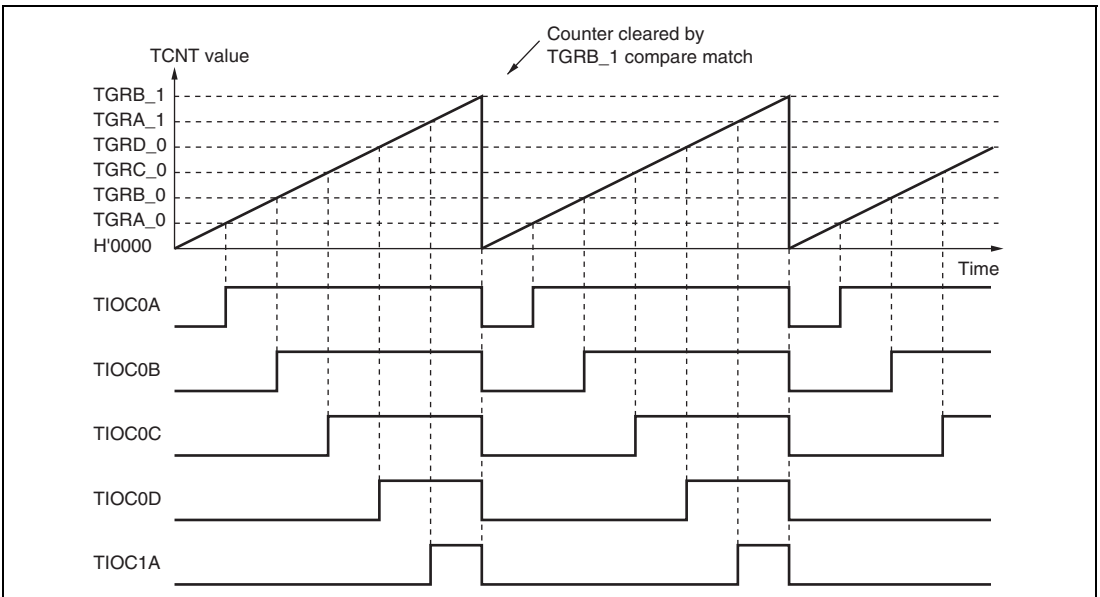 Counter cleared by
TGRB_1 compare match
TCNT value
TGRB_1
TGRA_1
TGRD_0
TGRC_0
TGRB_0
TGRA_0
H'0000
Time
TIOC0A
TIOC0B
TIOC0C
TIOC0D
TIOC1A